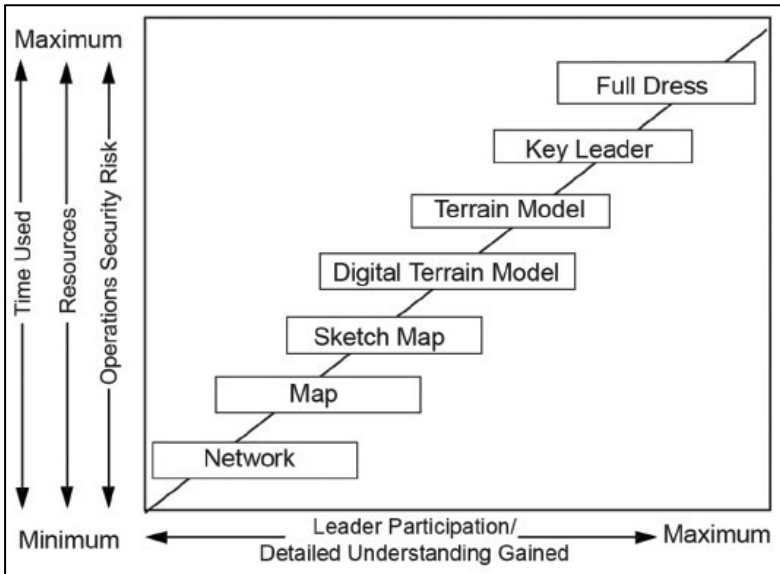 Maximum
Full Dress
Key Leader
Terrain Model
Digital Terrain Model
Sketch Map
Map
Network
Time Used
Resources
Operations Security Risk
Minimum
Leader Participation/
Detailed Understanding Gained
Maximum